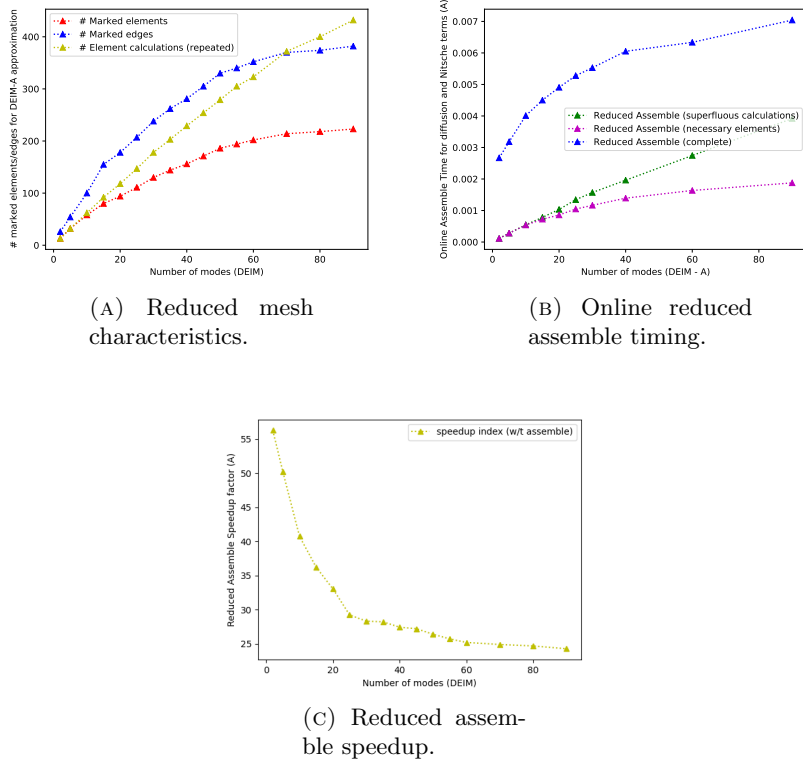 # Marked elements
# Marked edges
# Element calculations (repeated)
# marked elements/edges for DEIM-A approximation
400
300
200
100
0
0 20 40 60 80
Number of modes (DEIM)
(A) Reduced mesh
characteristics.
Online Assemble Time for diffusion and Nitsche terms (A)
0.007
0.006
0.005
0.004
0.003
0.002
0.001
0.000
Reduced Assemble (superfluous calculations)
Reduced Assemble (necessary elements)
Reduced Assemble (complete)
0 20 40 60 80
Number of modes (DEIM - A)
(B) Online reduced
assemble timing.
speedup index (w/t assemble)
Reduced Assemble Speedup factor (A)
55
50
45
40
35
30
25
0 20 40 60 80
Number of modes (DEIM)
(C) Reduced assem-
ble speedup.